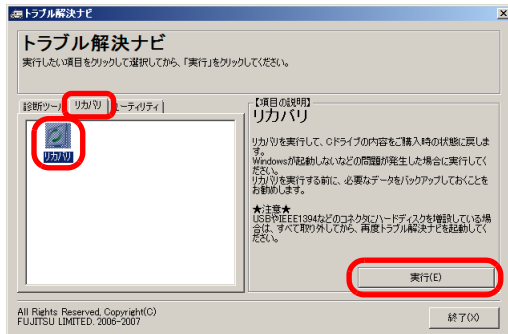 トラブル解決ナビ
トラブル解決ナビ
実行したい項目をクリックして選択してから、「実行」をクリックしてください。
診断ツール リカバリ ユーティリティ
リカバリ
【項目の説明】
リカバリ
リカバリを実行して、Cドライブの内容をご購入時の状態に戻しま
す。
Windowsが起動しないなどの問題が発生した場合に実行してく
ださい。
リカバリを実行する前に、必要なデータをバックアップしておくことを
お勧めします。
★注意★
USBやIEEE1394などのコネクタにハードディスクを増設している場
合は、すべて取り外してから、再度トラブル解決ナビを起動してく
ださい。
実行(E)
All Rights Reserved, Copyright(C)
FUJITSU LIMITED. 2006-2007
終了(X)